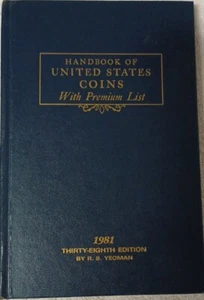 HANDBOOK OF
UNITED STATES
COINS
With Premium List
1981
THIRTY-EIGHTH EDITION
BY R. S. YEOMAN